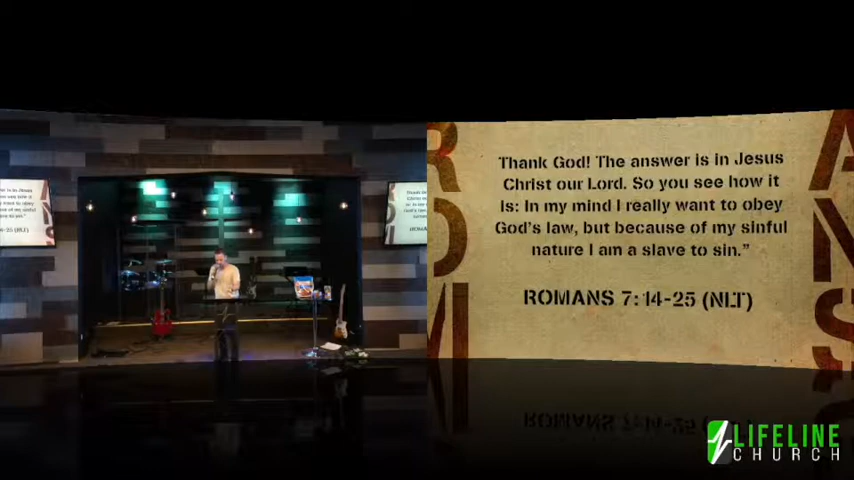 Thank God! The answer is in Jesus
Christ our Lord. So you see how it
is: In my mind I really want to obey
God's law, but because of my sinful
nature I am a slave to sin."
ROMANS 7:14-25 (NLT)
LIFELINE
CHURCH